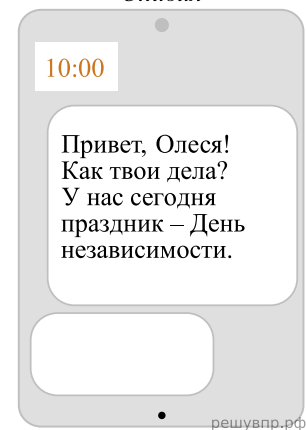 10:00
Привет, Олеся!
Как твои дела?
У нас сегодня
праздник – День
независимости.
решувпр.рф